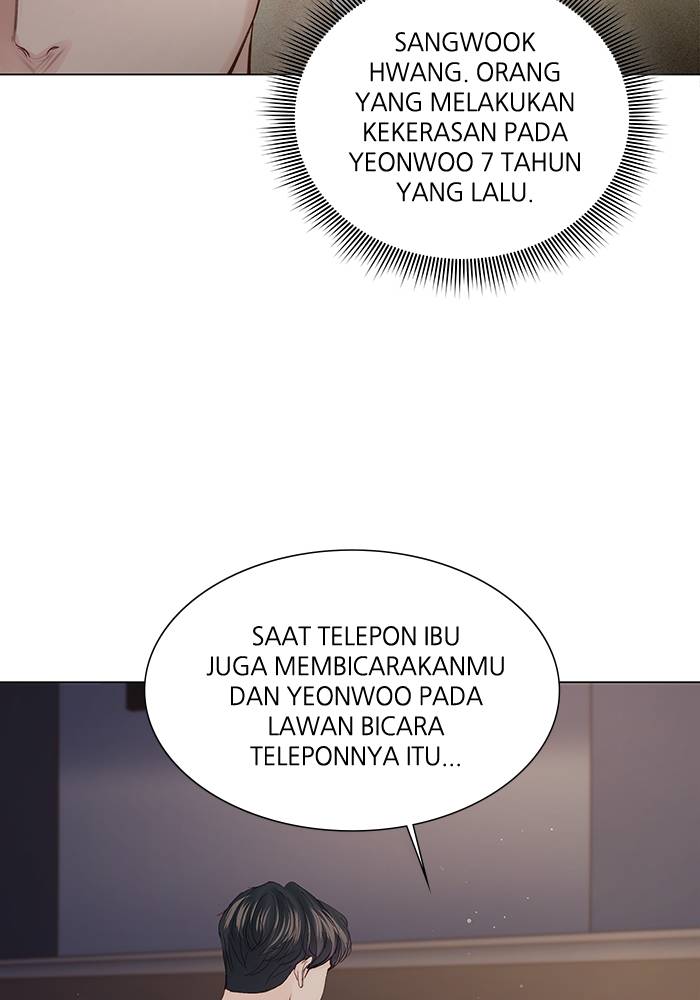 SANGWOOK
HWANG. ORANG
YANG MELAKUKAN
KEKERASAN PADA
YEONWOO 7 TAHUN
YANG LALU.
SAAT TELEPON IBU
JUGA MEMBICARAKANMU
DAN YEONWOO PADA
LAWAN BICARA
TELEPONNYA ITU...